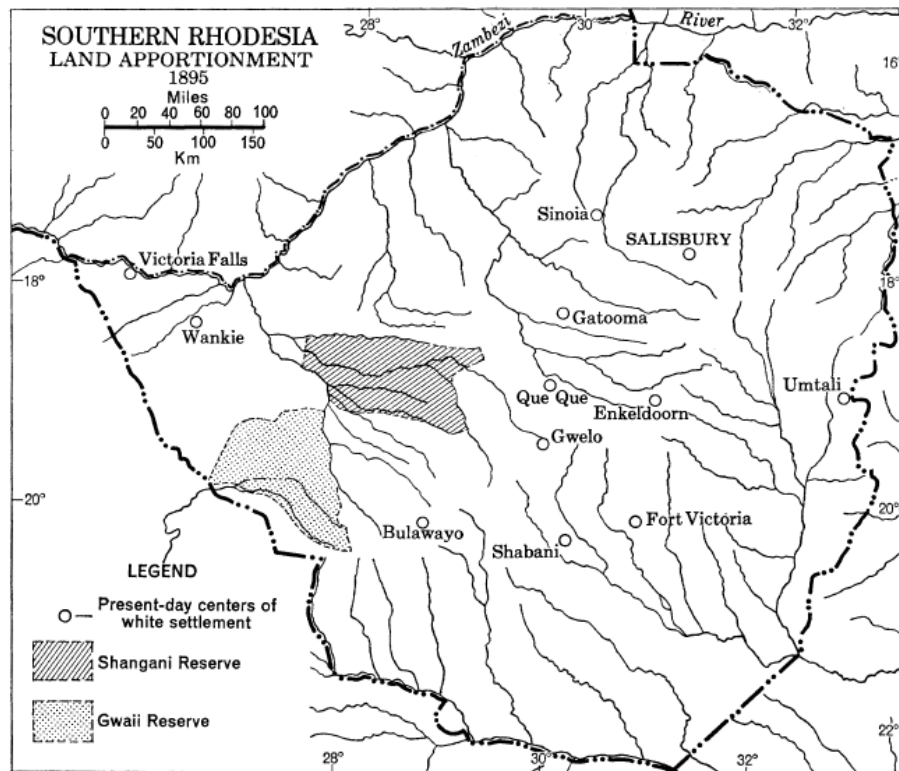 SOUTHERN RHODESIA
LAND APPORTIONMENT
1895
Miles
0 20 40 60 80 100
0 50 100 150
Km
28°
30°
32°
Zambezi
River
16°
Sinoia
SALISBURY
Victoria Falls
18°
18°
Wankie
Gatooma
Que Que
Enkeldoorn
Umtali
Gwelo
20°
20°
Bulawayo
Shabani
Fort Victoria
LEGEND
Present-day centers of
white settlement
Shangani Reserve
Gwaii Reserve
22°
28°
30°
32°